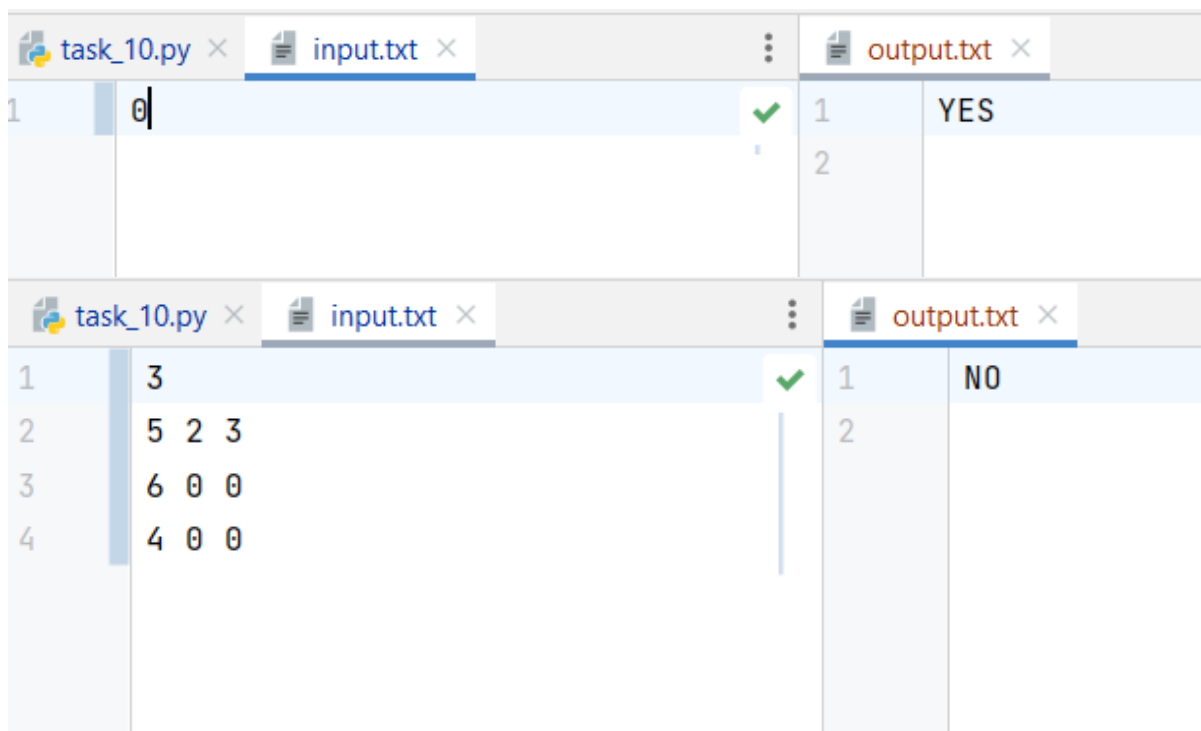 task_10.py input.txt output.txt
1 0 1 YES
2
task_10.py input.txt output.txt
1 3 1 NO
2 5 2 3 2
3 6 0 0
4 4 0 0